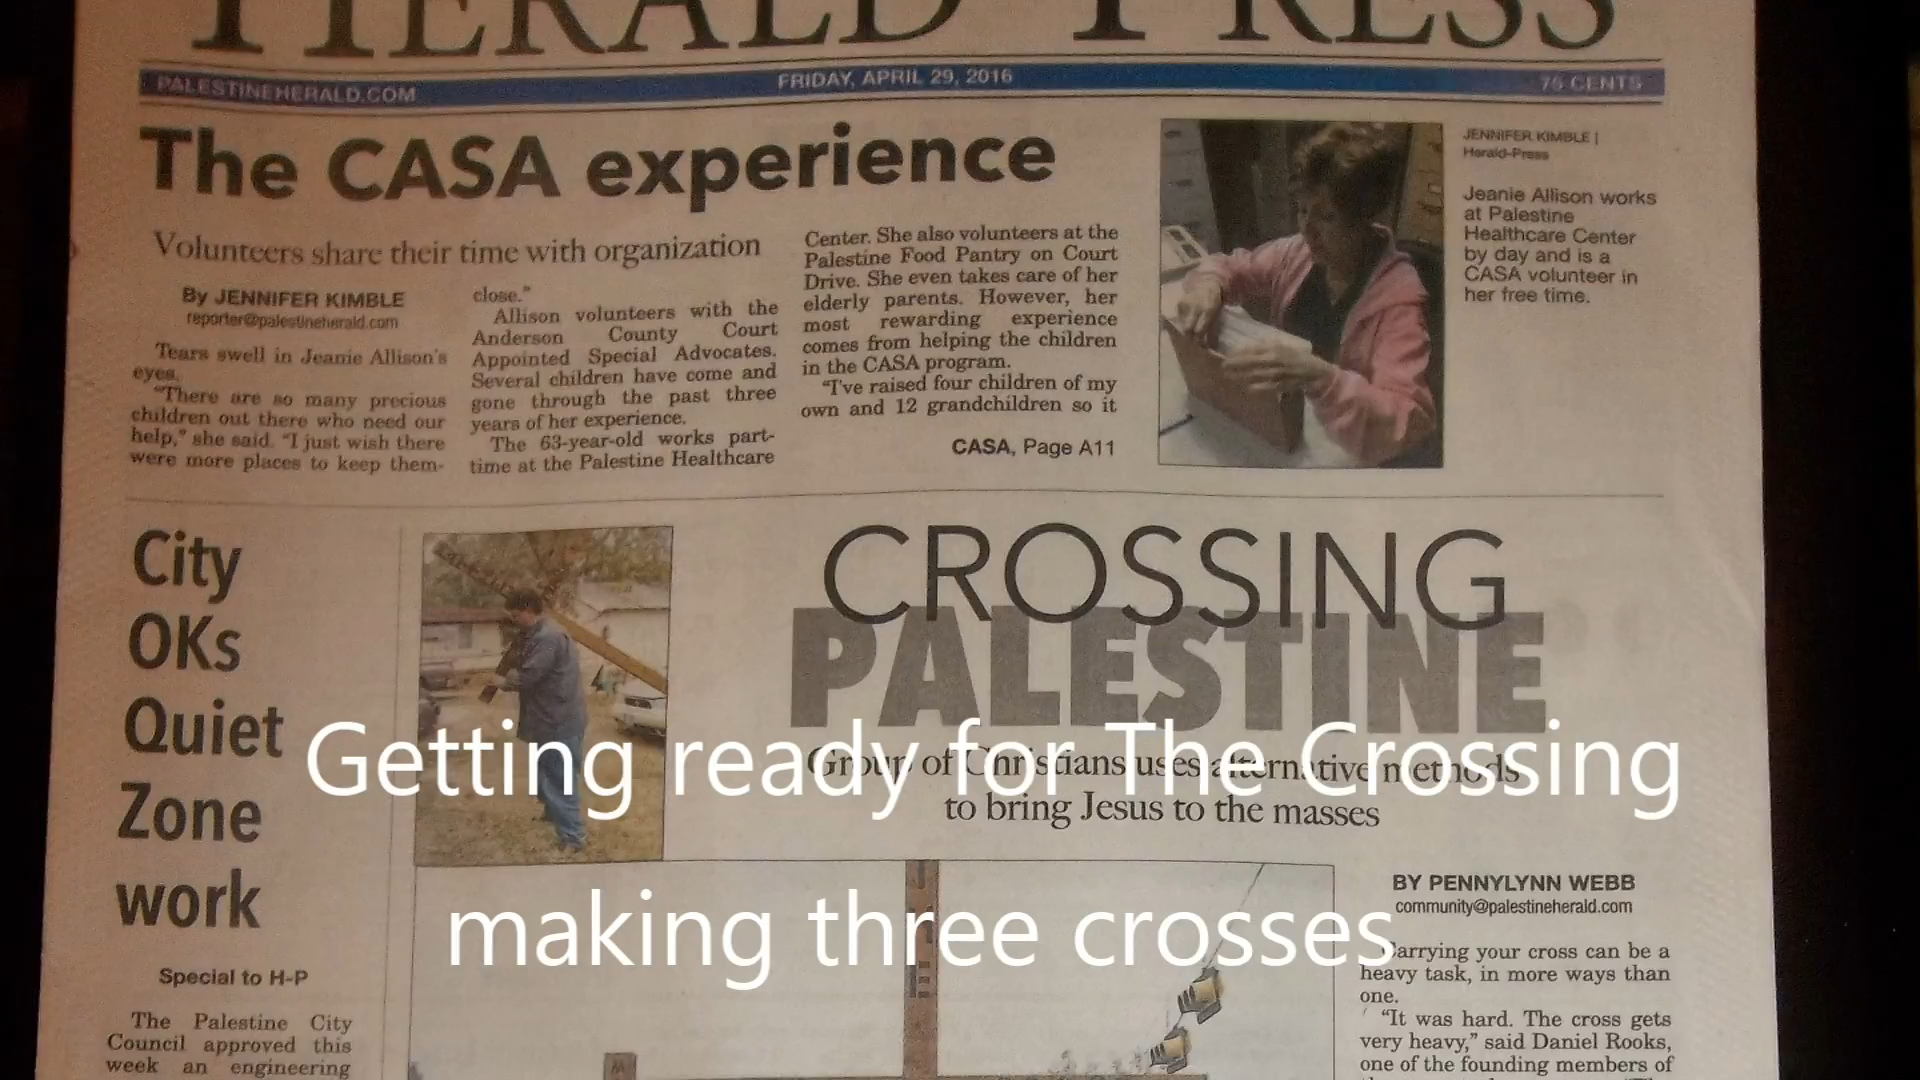 HERALD-PRESS
PALESTINEHERALD.COM
FRIDAY, APRIL 29, 2016
75 CENTS
The CASA experience
Volunteers share their time with organization
By JENNIFER KIMBLE
reporter@palestineherald.com
Tears swell in Jeanie Allison's
eyes.
"There are so many precious
children out there who need our
help," she said. "I just wish there
were more places to keep them
close."
Allison volunteers with the
Anderson County Court
Appointed Special Advocates.
Several children have come and
gone through the past three
years of her experience.
The 63-year-old works part-
time at the Palestine Healthcare
Center. She also volunteers at the
Palestine Food Pantry on Court
Drive. She even takes care of her
elderly parents. However, her
most rewarding experience
comes from helping the children
in the CASA program.
"I've raised four children of my
own and 12 grandchildren so it
CASA, Page A11
JENNIFER KIMBLE |
Herald-Press
Jeanie Allison works
at Palestine
Healthcare Center
by day and is a
CASA volunteer in
her free time.
City
OKs
Quiet
Zone
work
Special to H-P
The Palestine City
Council approved this
week an engineering
CROSSING
PALESTINE
Group of Christians uses alternative methods
to bring Jesus to the masses
BY PENNYLYNN WEBB
community@palestineherald.com
Carrying your cross can be a
heavy task, in more ways than
one.
"It was hard. The cross gets
very heavy," said Daniel Rooks,
one of the founding members of
Getting ready for The Crossing
making three crosses